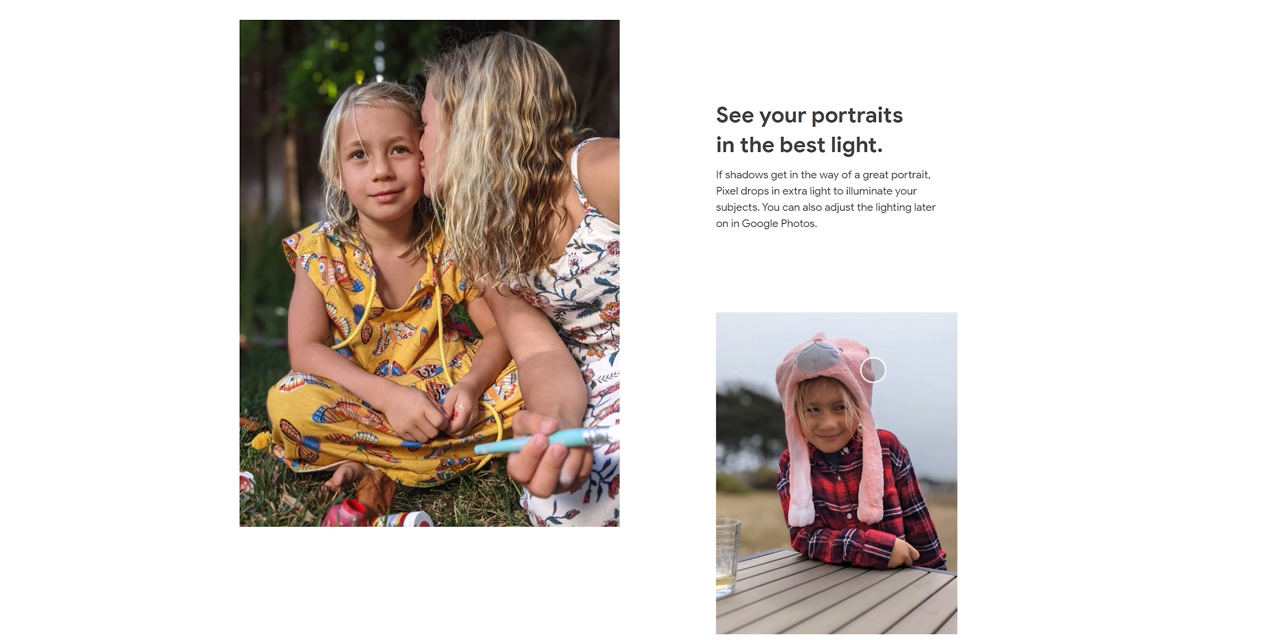 See your portraits
in the best light.
If shadows get in the way of a great portrait,
Pixel drops in extra light to illuminate your
subjects. You can also adjust the lighting later
on in Google Photos.